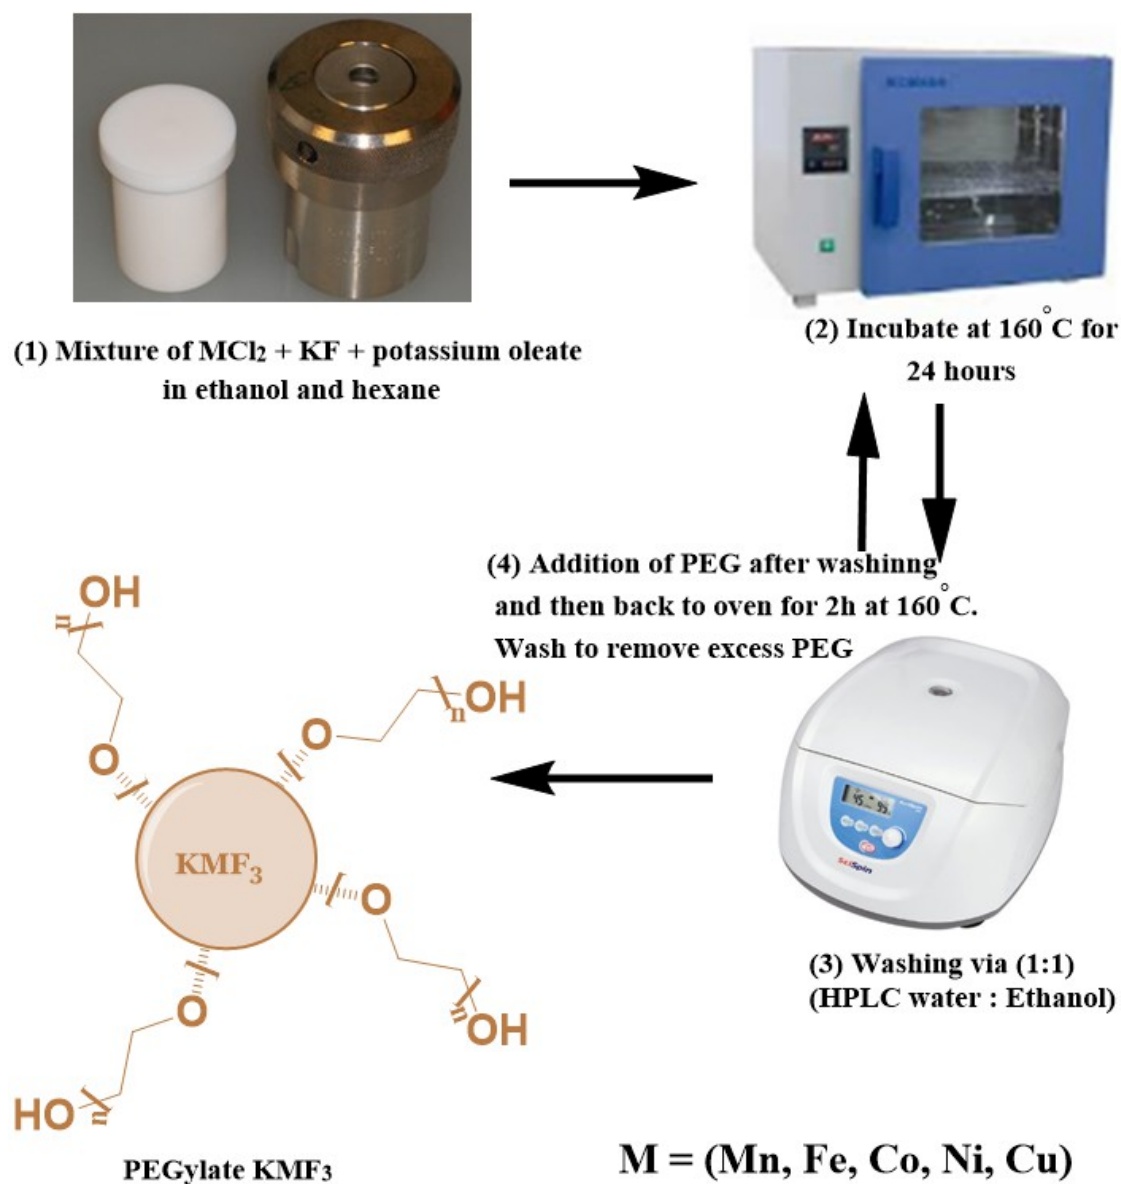 (1) Mixture of MCl₂ + KF + potassium oleate
in ethanol and hexane
(2) Incubate at 160°C for
24 hours
(4) Addition of PEG after washinng
and then back to oven for 2h at 160°C.
Wash to remove excess PEG
SciSpin
(3) Washing via (1:1)
(HPLC water : Ethanol)
OH
n
O
O
n
OH
KMF₃
O
n
OH
O
HO
n
PEGylate KMF₃
M = (Mn, Fe, Co, Ni, Cu)